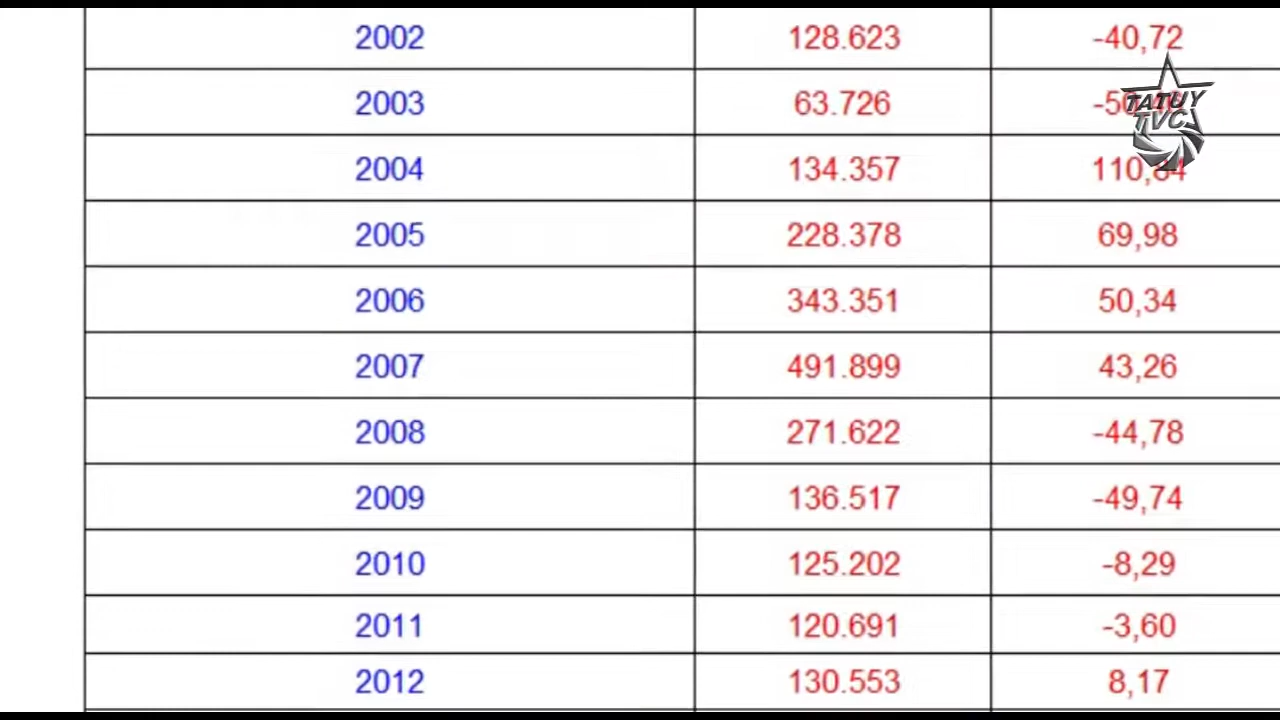 2002 128.623 -40,72
2003 63.726
2004 134.357
2005 228.378 69,98
2006 343.351 50,34
2007 491.899 43,26
2008 271.622 -44,78
2009 136.517 -49,74
2010 125.202 -8,29
2011 120.691 -3,60
2012 130.553 8,17
TATUY
TVC